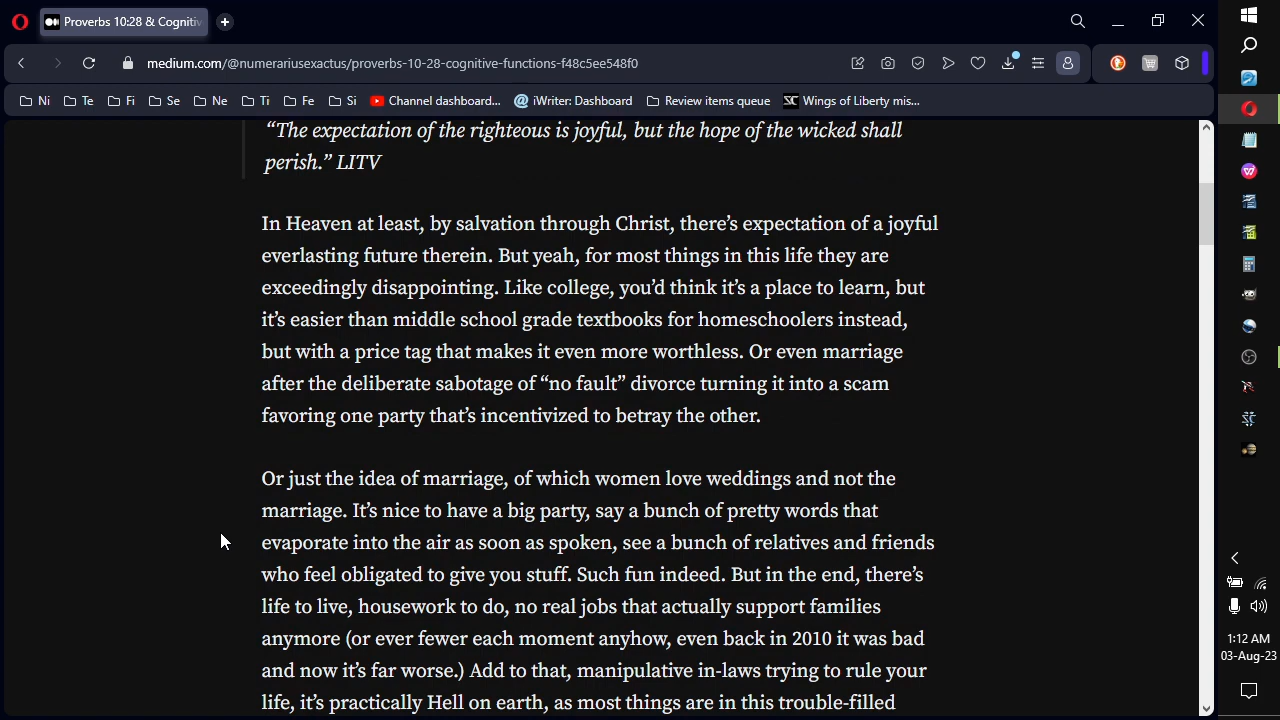 Proverbs 10:28 & Cognitiv
medium.com/@numerariusexactus/proverbs-10-28-cognitive-functions-f48c5ee548f0
Ni Te Fi Se Ne Ti Fe Si Channel dashboard... iWriter: Dashboard Review items queue Wings of Liberty mis...
“The expectation of the righteous is joyful, but the hope of the wicked shall
perish.” LITV
In Heaven at least, by salvation through Christ, there’s expectation of a joyful
everlasting future therein. But yeah, for most things in this life they are
exceedingly disappointing. Like college, you’d think it’s a place to learn, but
it’s easier than middle school grade textbooks for homeschoolers instead,
but with a price tag that makes it even more worthless. Or even marriage
after the deliberate sabotage of “no fault” divorce turning it into a scam
favoring one party that’s incentivized to betray the other.
Or just the idea of marriage, of which women love weddings and not the
marriage. It’s nice to have a big party, say a bunch of pretty words that
evaporate into the air as soon as spoken, see a bunch of relatives and friends
who feel obligated to give you stuff. Such fun indeed. But in the end, there’s
life to live, housework to do, no real jobs that actually support families
anymore (or ever fewer each moment anyhow, even back in 2010 it was bad
and now it’s far worse.) Add to that, manipulative in-laws trying to rule your
life, it’s practically Hell on earth, as most things are in this trouble-filled
1:12 AM
03-Aug-23